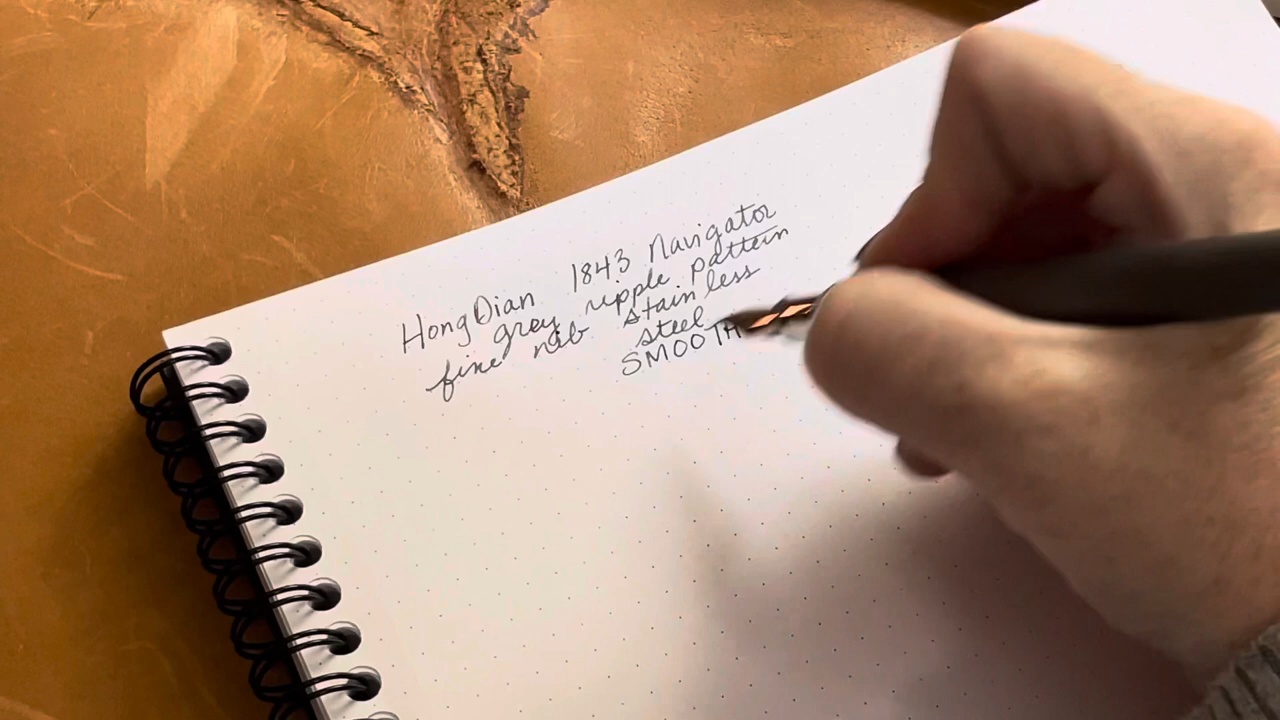 HongDian 1843 Navigator
grey ripple pattern
fine nib stainless
steel
SMOOTH